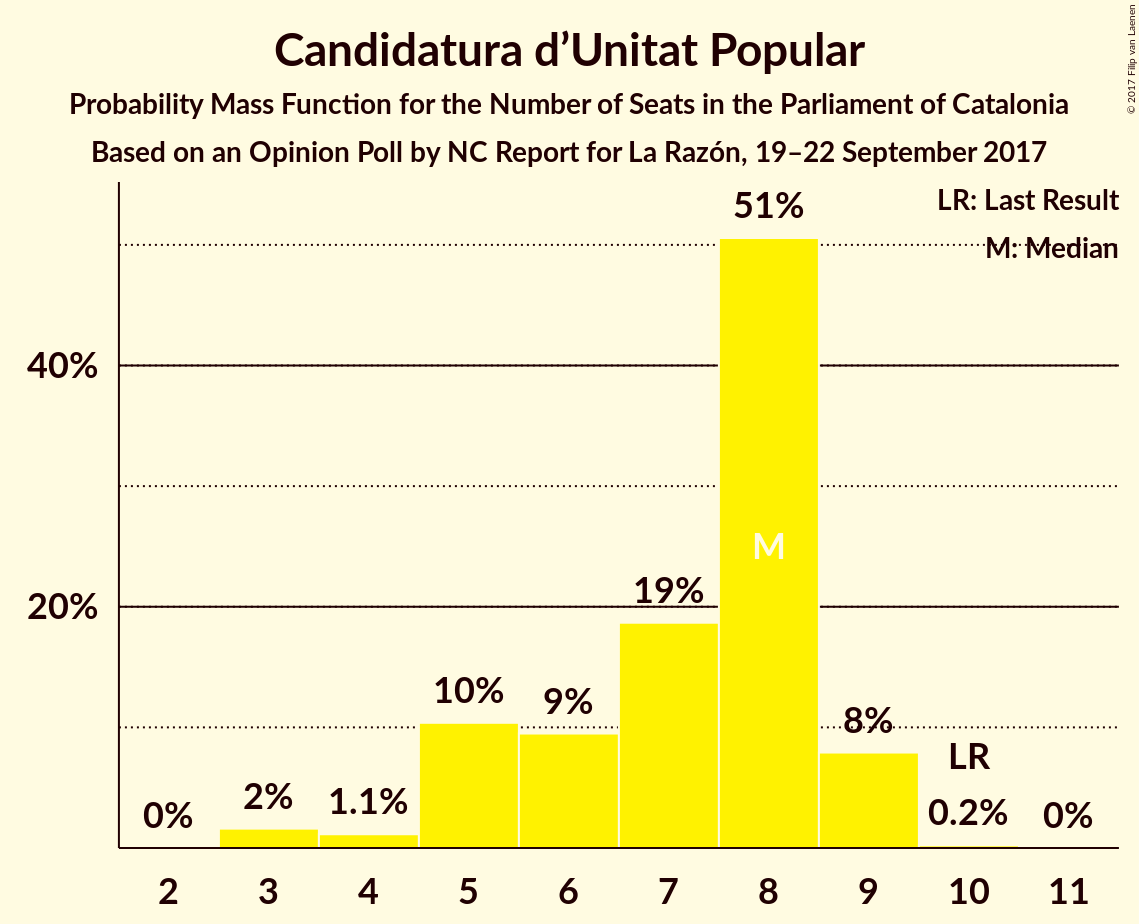 Candidatura d’Unitat Popular
Probability Mass Function for the Number of Seats in the Parliament of Catalonia
Based on an Opinion Poll by NC Report for La Razón, 19–22 September 2017
© 2017 Filip van Laenen
LR: Last Result
M: Median
40%
20%
0%
2%
1.1%
10%
9%
19%
51%
M
8%
LR
0.2%
0%
2 3 4 5 6 7 8 9 10 11